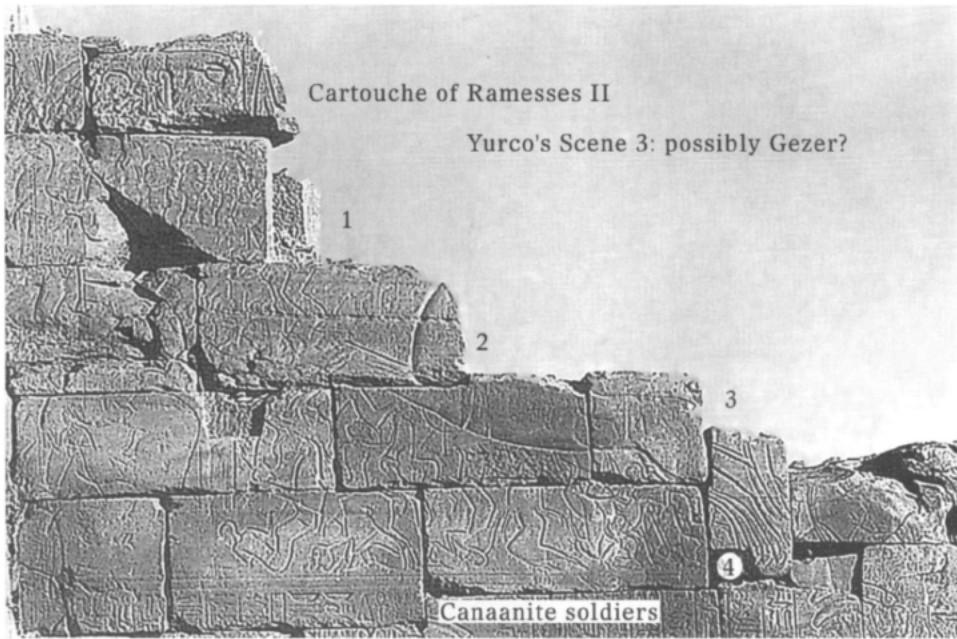 Cartouche of Ramesses II
Yurco's Scene 3: possibly Gezer?
1
2
3
4
Canaanite soldiers